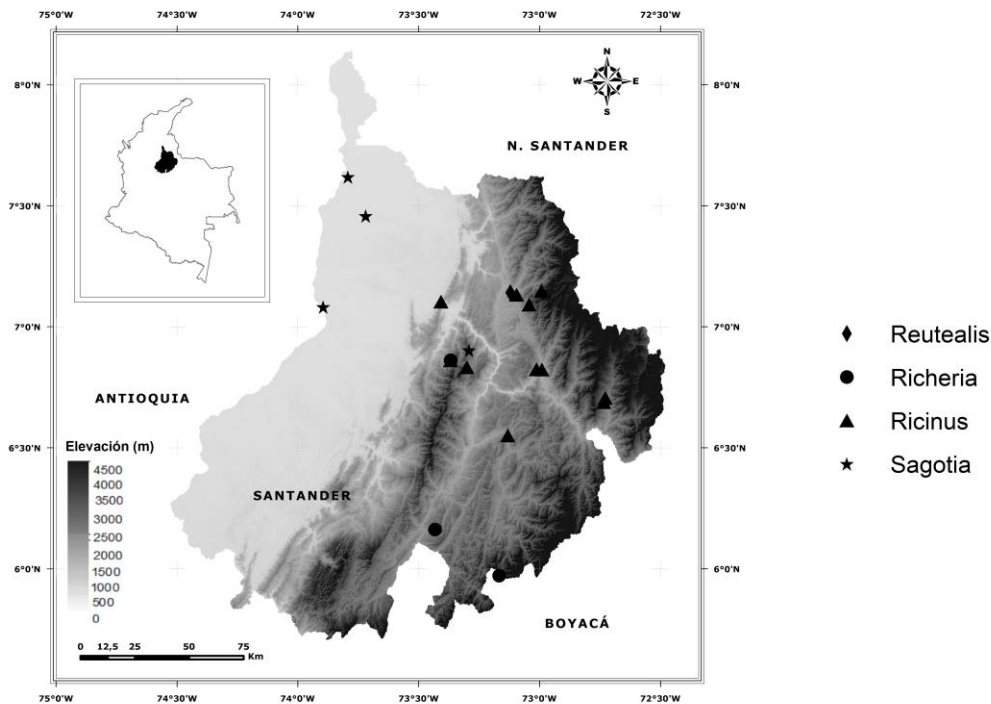 75°0'W 74°30'W 74°0'W 73°30'W 73°0'W 72°30'W
8°0'N 8°0'N
7°30'N 7°30'N
7°0'N 7°0'N
6°30'N 6°30'N
6°0'N 6°0'N
N
W E
S
N. SANTANDER
ANTIOQUIA
SANTANDER
BOYACÁ
Elevación (m)
4500
4000
3500
3000
2500
2000
1500
1000
500
0
0 12,5 25 50 75
Km
75°0'W 74°30'W 74°0'W 73°30'W 73°0'W 72°30'W
Reutealis
Richeria
Ricinus
Sagotia